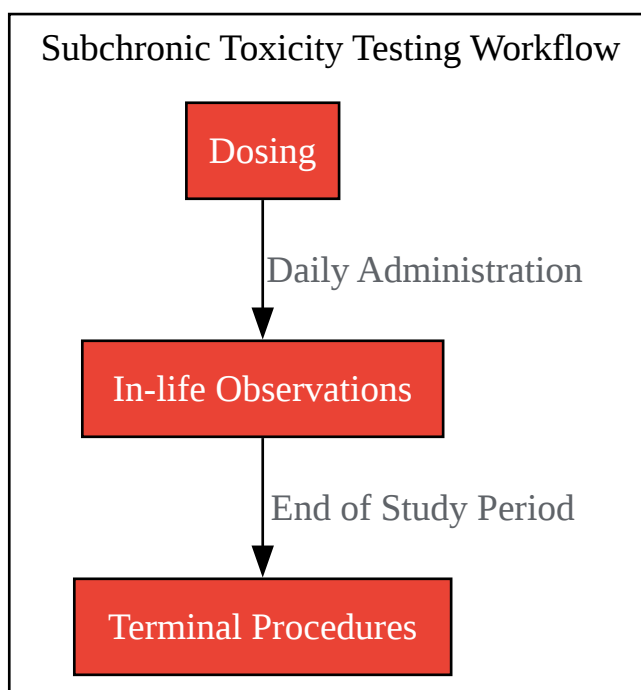 Subchronic Toxicity Testing Workflow
Dosing
Daily Administration
In-life Observations
End of Study Period
Terminal Procedures